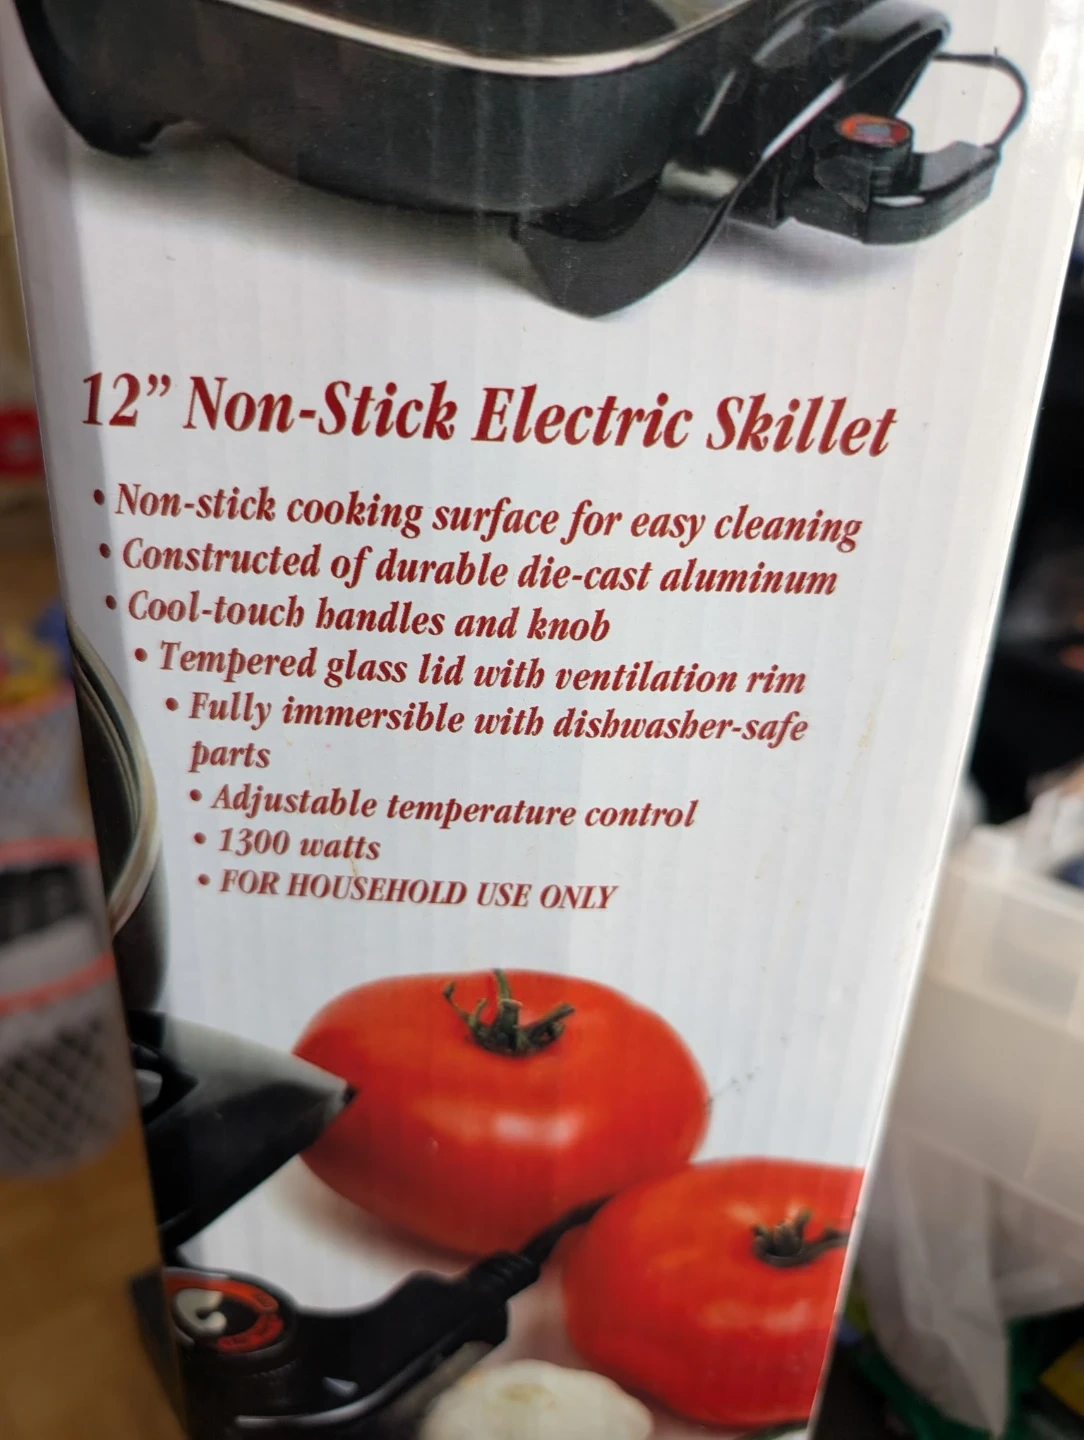 12” Non-Stick Electric Skillet
• Non-stick cooking surface for easy cleaning
• Constructed of durable die-cast aluminum
• Cool-touch handles and knob
• Tempered glass lid with ventilation rim
• Fully immersible with dishwasher-safe
parts
• Adjustable temperature control
• 1300 watts
• FOR HOUSEHOLD USE ONLY